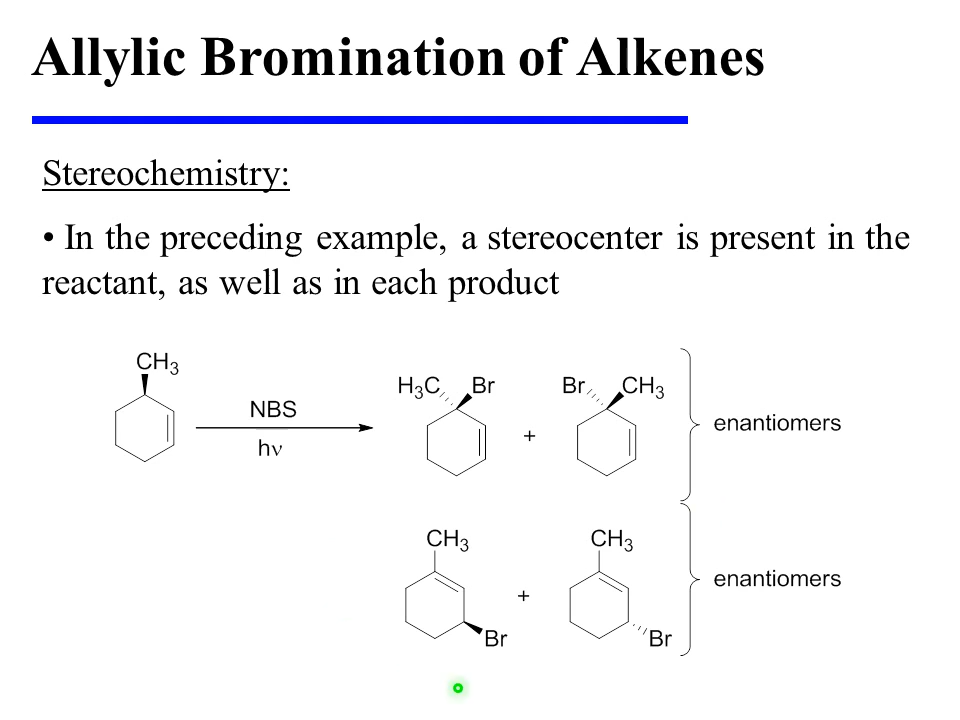 Allylic Bromination of Alkenes
Stereochemistry:
• In the preceding example, a stereocenter is present in the
reactant, as well as in each product
CH3
NBS
hν
H3C Br
+
Br CH3
enantiomers
CH3
Br
+
CH3
Br
enantiomers